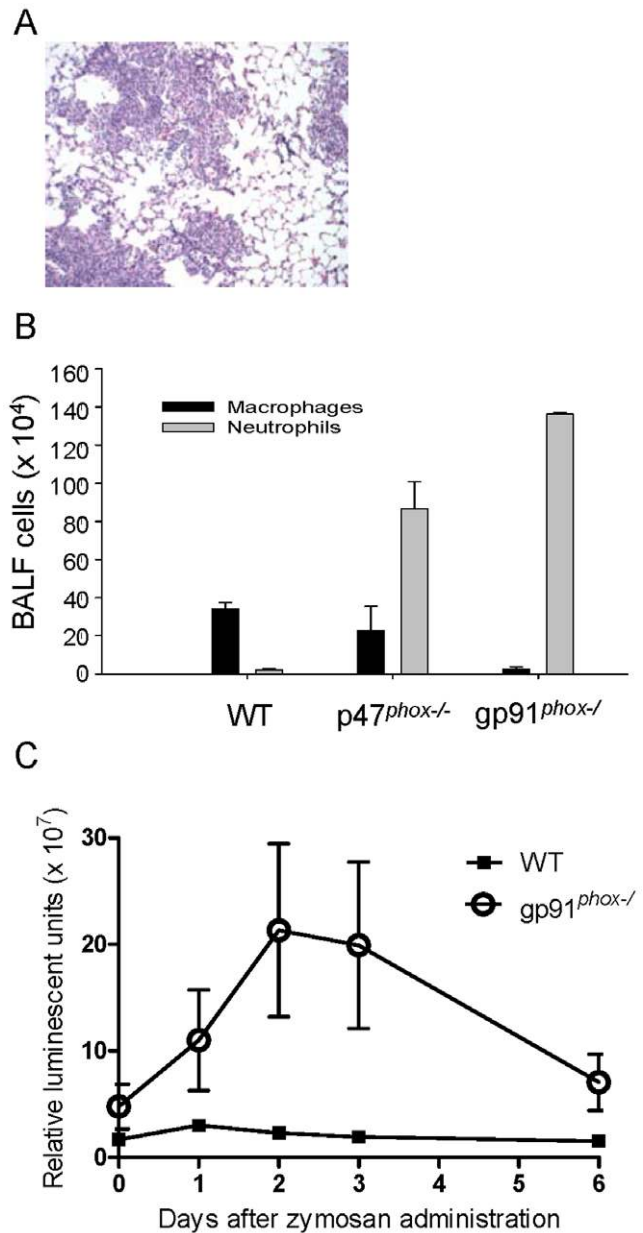 A
B
BALF cells (x 10⁴)
160
140
120
100
80
60
40
20
0
Macrophages
Neutrophils
WT
p47phox-/-
gp91phox-/
C
Relative luminescent units (x 10⁷)
30
20
10
0
WT
gp91phox-/
0 1 2 3 4 5 6
Days after zymosan administration